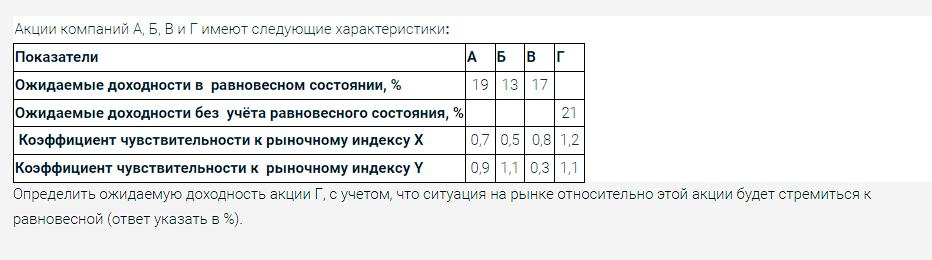 Акции компаний А, Б, В и Г имеют следующие характеристики:
Показатели А Б В Г
Ожидаемые доходности в равновесном состоянии, % 19 13 17
Ожидаемые доходности без учёта равновесного состояния, % 21
Коэффициент чувствительности к рыночному индексу X 0,7 0,5 0,8 1,2
Коэффициент чувствительности к рыночному индексу Y 0,9 1,1 0,3 1,1
Определить ожидаемую доходность акции Г, с учетом, что ситуация на рынке относительно этой акции будет стремиться к
равновесной (ответ указать в %).